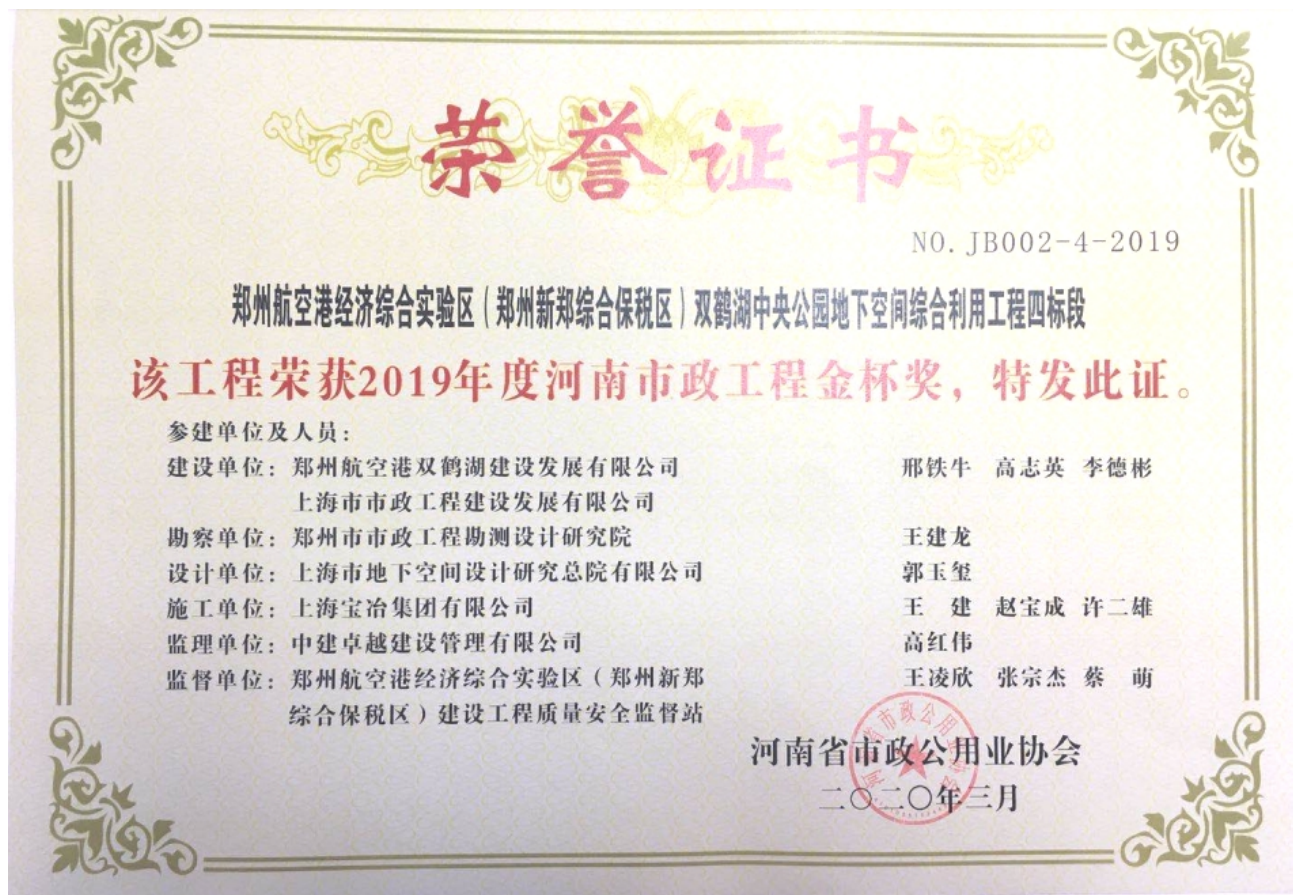 荣誉证书
NO. JB002-4-2019
郑州航空港经济综合实验区（郑州新郑综合保税区）双鹤湖中央公园地下空间综合利用工程四标段
该工程荣获2019年度河南市政工程金杯奖，特发此证。
参建单位及人员：
建设单位：郑州航空港双鹤湖建设发展有限公司 邢铁牛 高志英 李德彬
上海市市政工程建设发展有限公司
勘察单位：郑州市市政工程勘测设计研究院 王建龙
设计单位：上海市地下空间设计研究总院有限公司 郭玉玺
施工单位：上海宝冶集团有限公司 王 建 赵宝成 许二雄
监理单位：中建卓越建设管理有限公司 高红伟
监督单位：郑州航空港经济综合实验区（郑州新郑 王凌欣 张宗杰 蔡 萌
综合保税区）建设工程质量安全监督站
河南省市政公用业协会
二〇二〇年三月